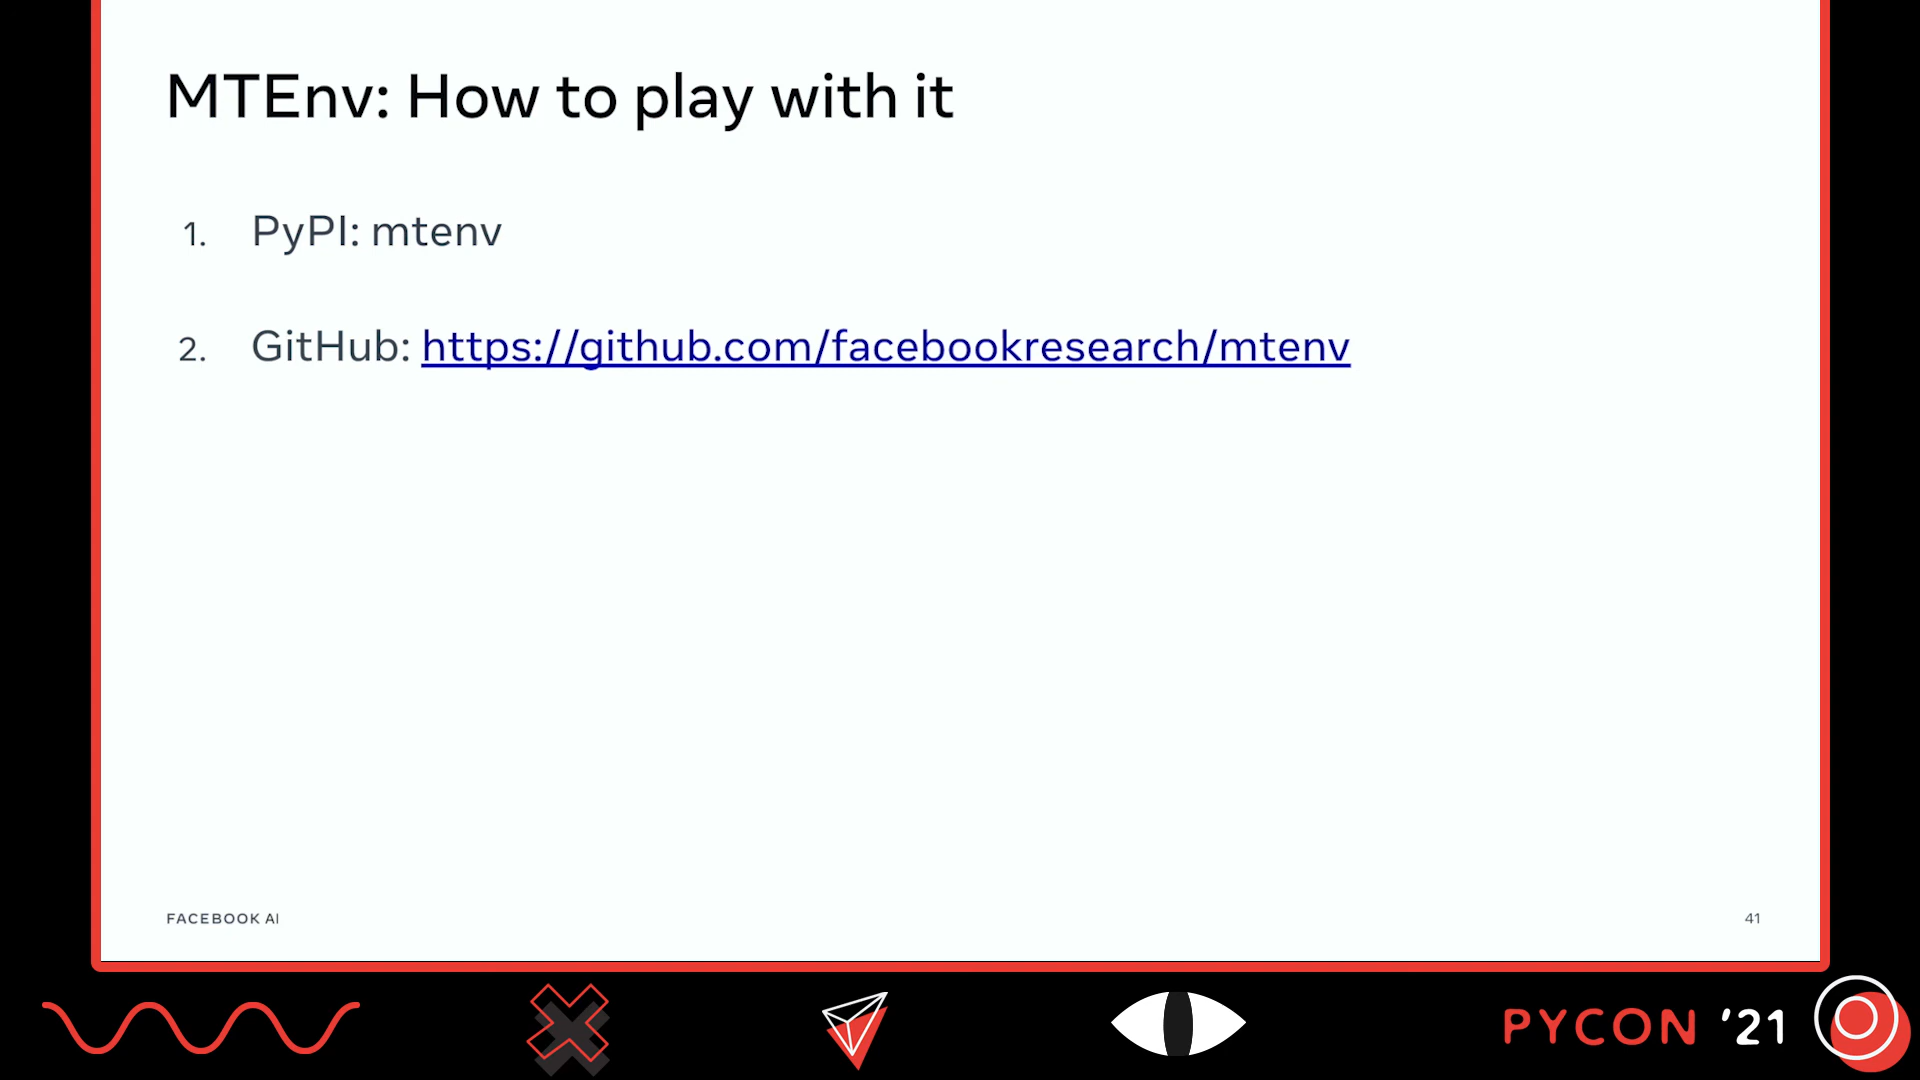 MTEnv: How to play with it
1. PyPI: mtenv
2. GitHub: https://github.com/facebookresearch/mtenv
FACEBOOK AI
41
PYCON '21